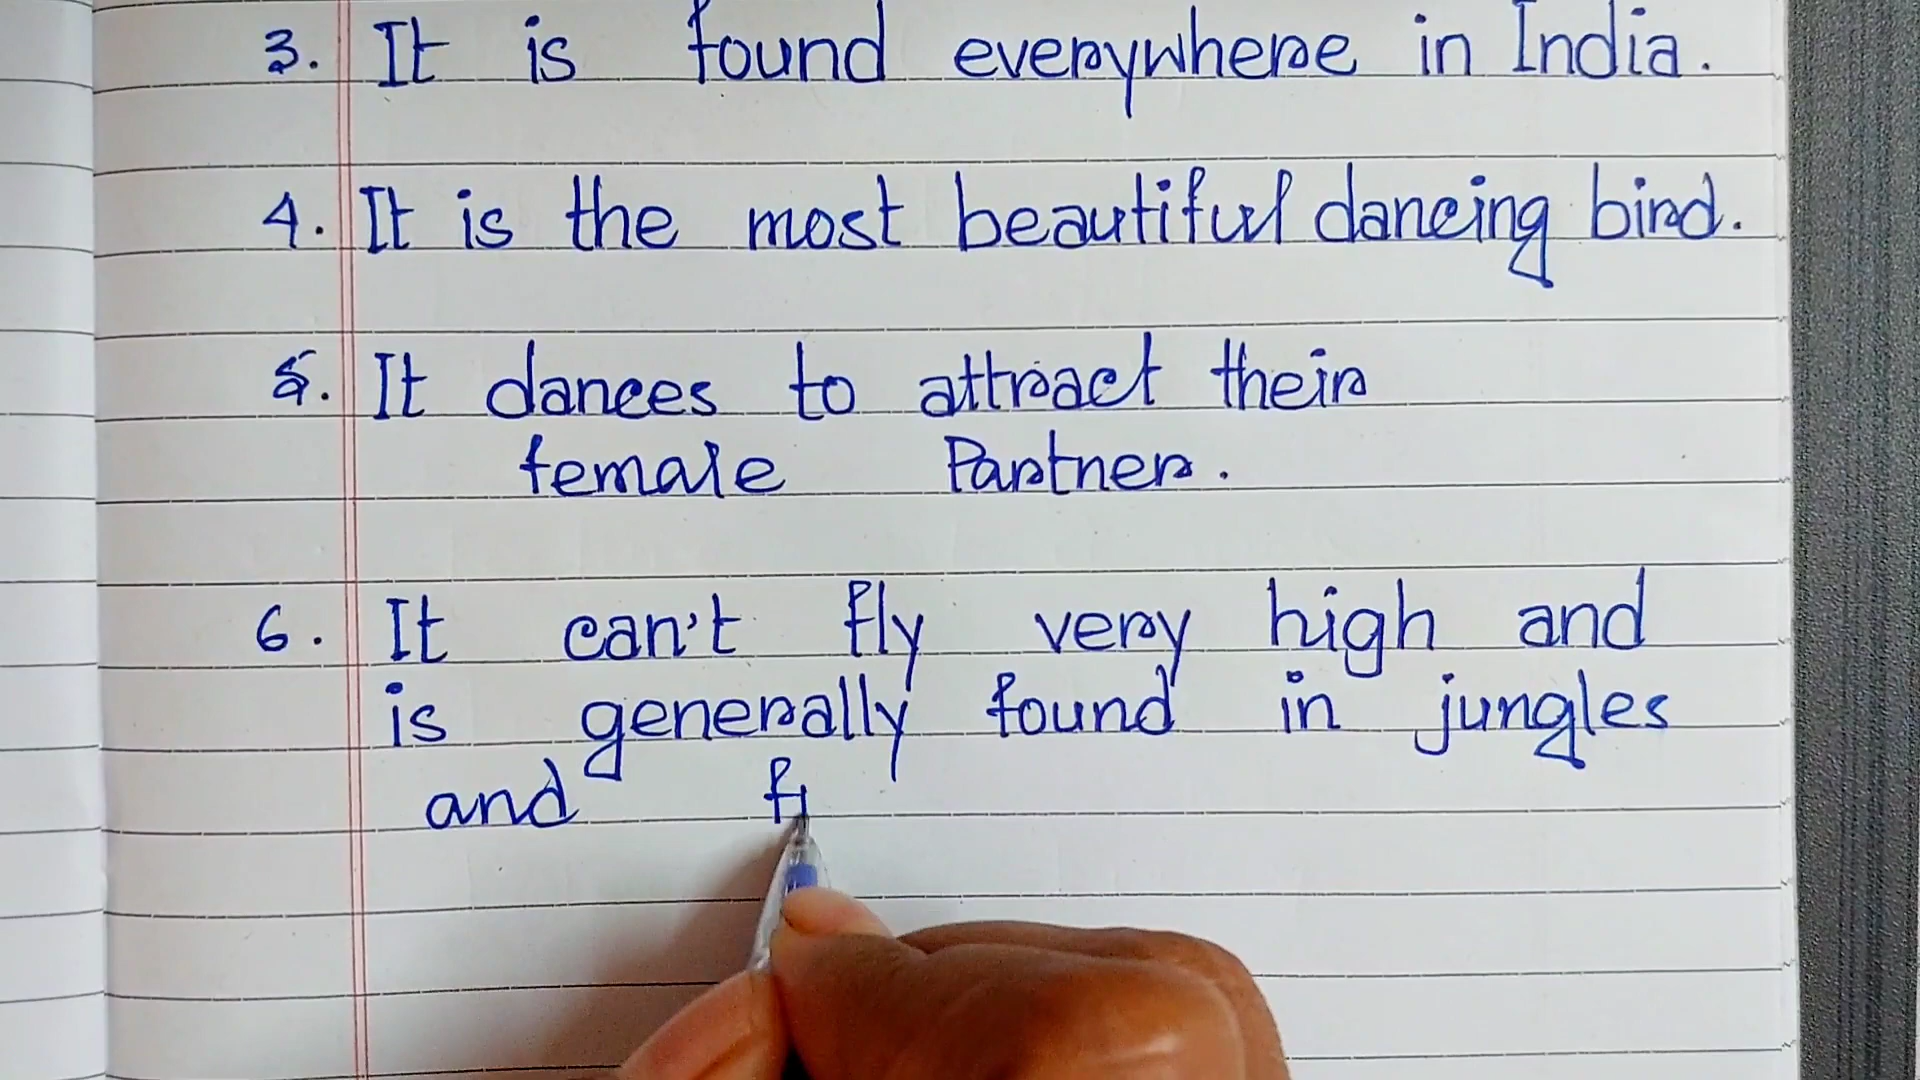 3. It is found everywhere in India.
4. It is the most beautiful dancing bird.
5. It dances to attract their
female Partner.
6. It can't fly very high and
is generally found in jungles
and